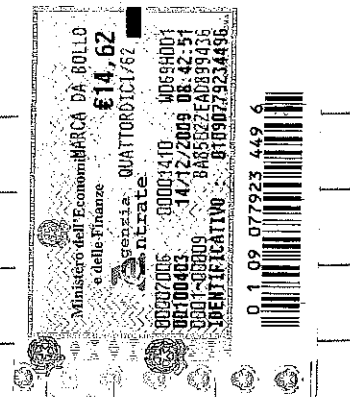 Ministero dell'Economia MARCA DA BOLLO
e delle Finanze €14,62
Agenzia QUATTORDICI/62
Entrate
00007006 00001410 WD69H001
00100403 14/12/2009 08:42:51
0001-00009
IDENTIFICATIVO : 01090779234496
0 1 09 077923 449 6